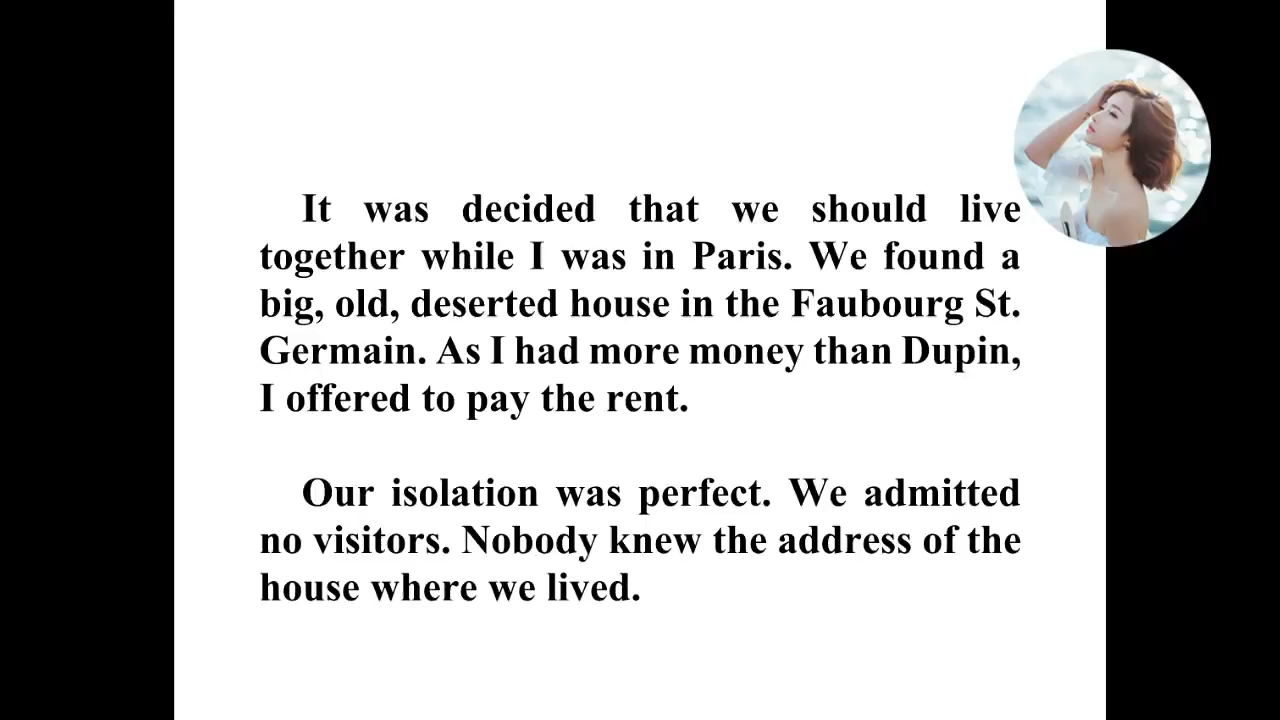 It was decided that we should live
together while I was in Paris. We found a
big, old, deserted house in the Faubourg St.
Germain. As I had more money than Dupin,
I offered to pay the rent.
Our isolation was perfect. We admitted
no visitors. Nobody knew the address of the
house where we lived.